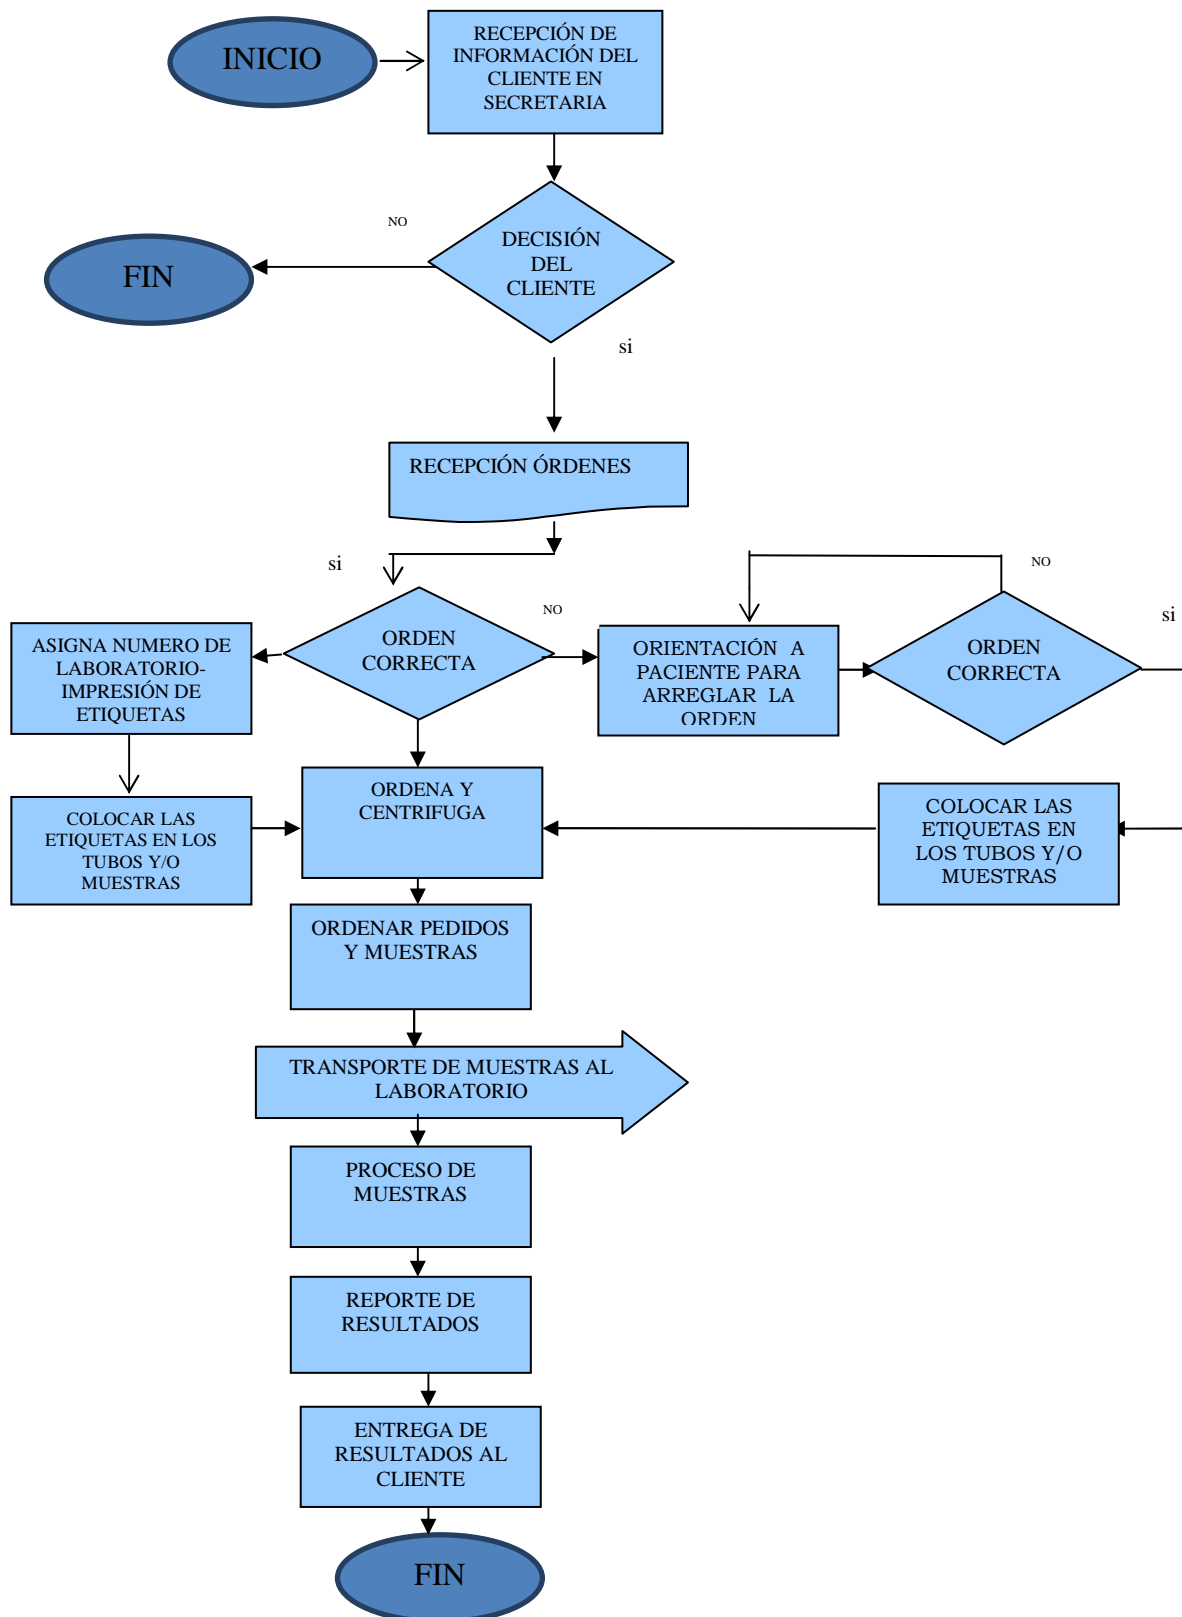 INICIO
RECEPCIÓN DE
INFORMACIÓN DEL
CLIENTE EN
SECRETARIA
NO
DECISIÓN
DEL
CLIENTE
FIN
si
RECEPCIÓN ÓRDENES
si
NO
NO
si
ASIGNA NUMERO DE
LABORATORIO-
IMPRESIÓN DE
ETIQUETAS
ORDEN
CORRECTA
ORIENTACIÓN A
PACIENTE PARA
ARREGLAR LA
ORDEN
ORDEN
CORRECTA
COLOCAR LAS
ETIQUETAS EN LOS
TUBOS Y/O
MUESTRAS
ORDENA Y
CENTRIFUGA
COLOCAR LAS
ETIQUETAS EN
LOS TUBOS Y/O
MUESTRAS
ORDENAR PEDIDOS
Y MUESTRAS
TRANSPORTE DE MUESTRAS AL
LABORATORIO
PROCESO DE
MUESTRAS
REPORTE DE
RESULTADOS
ENTREGA DE
RESULTADOS AL
CLIENTE
FIN